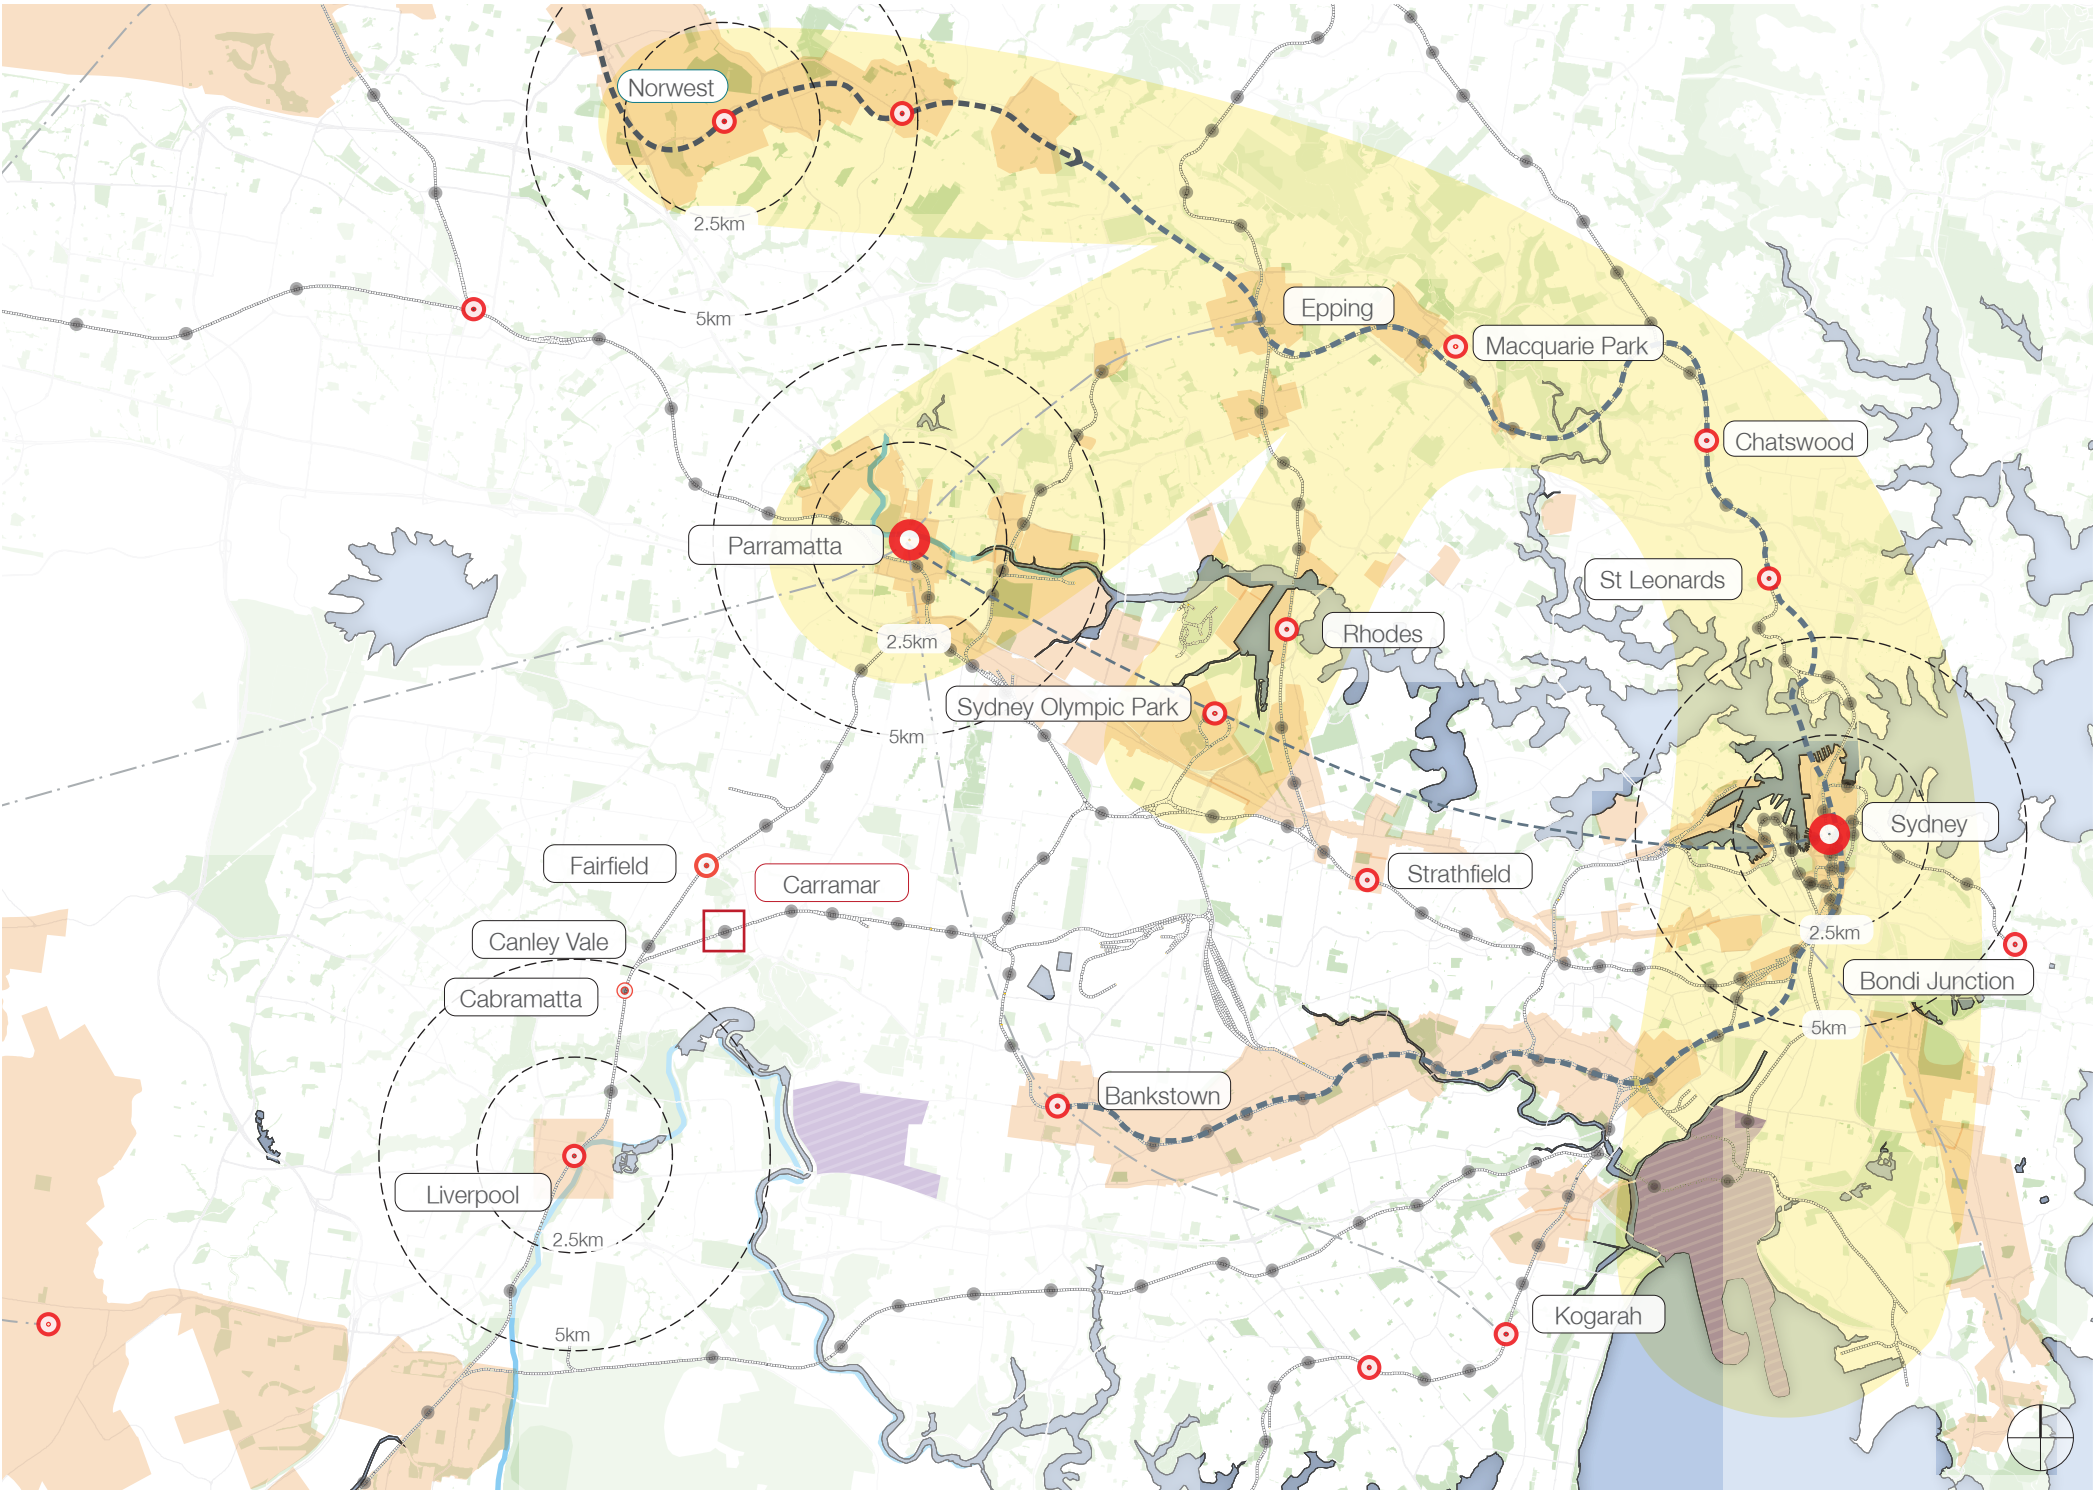 Norwest
2.5km
5km
Epping
Macquarie Park
Chatswood
Parramatta
St Leonards
Rhodes
2.5km
Sydney Olympic Park
5km
Sydney
Fairfield
Carramar
Strathfield
Canley Vale
2.5km
Cabramatta
Bondi Junction
5km
Bankstown
Liverpool
2.5km
Kogarah
5km